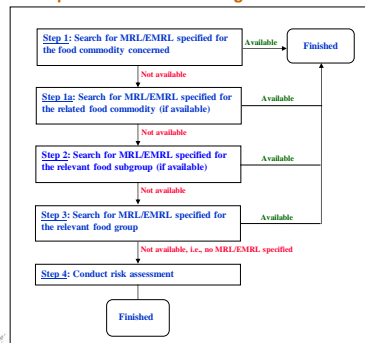 Step 1: Search for MRL/EMRL specified for
the food commodity concerned
Available
Finished
Not available
Step 1a: Search for MRL/EMRL specified for
the related food commodity (if available)
Available
Not available
Step 2: Search for MRL/EMRL specified for
the relevant food subgroup (if available)
Available
Not available
Step 3: Search for MRL/EMRL specified for
the relevant food group
Available
Not available, i.e., no MRL/EMRL specified
Step 4: Conduct risk assessment
Finished